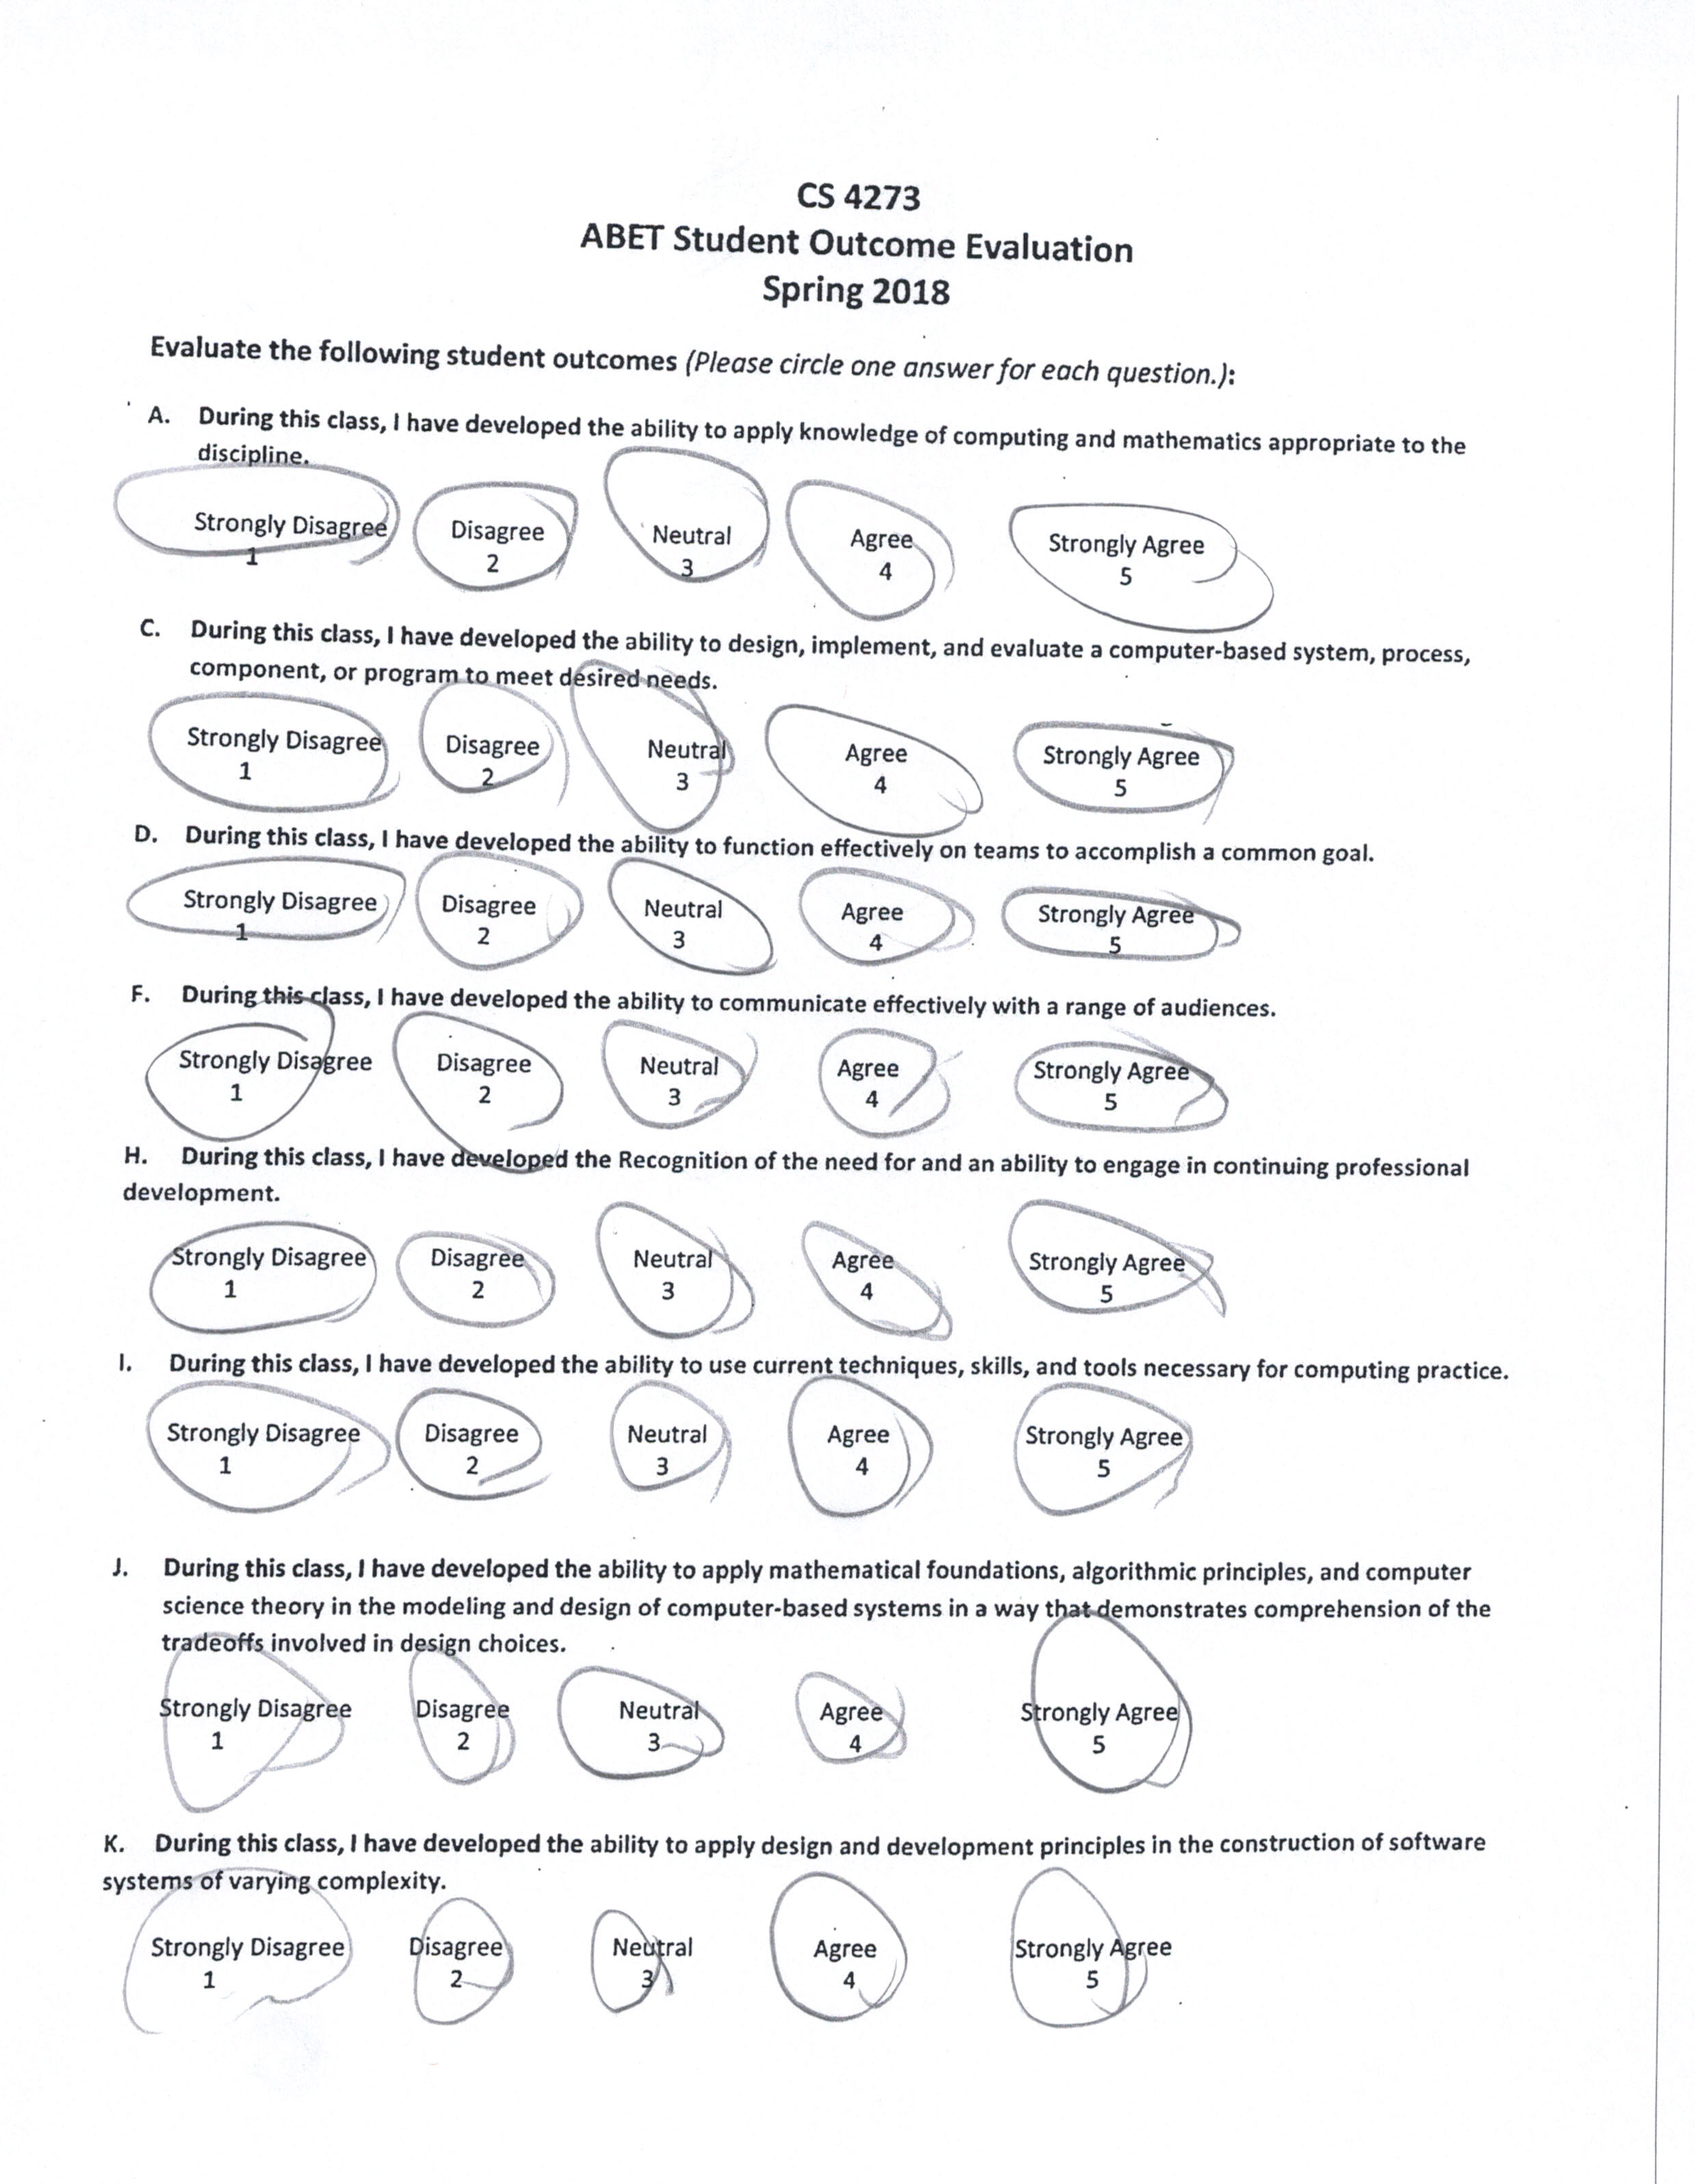 CS 4273
ABET Student Outcome Evaluation
Spring 2018
Evaluate the following student outcomes (Please circle one answer for each question.):
A. During this class, I have developed the ability to apply knowledge of computing and mathematics appropriate to the
discipline.
Strongly Disagree Disagree Neutral Agree Strongly Agree
1 2 3 4 5
C. During this class, I have developed the ability to design, implement, and evaluate a computer-based system, process,
component, or program to meet desired needs.
Strongly Disagree Disagree Neutral Agree Strongly Agree
1 2 3 4 5
D. During this class, I have developed the ability to function effectively on teams to accomplish a common goal.
Strongly Disagree Disagree Neutral Agree Strongly Agree
1 2 3 4 5
F. During this class, I have developed the ability to communicate effectively with a range of audiences.
Strongly Disagree Disagree Neutral Agree Strongly Agree
1 2 3 4 5
H. During this class, I have developed the Recognition of the need for and an ability to engage in continuing professional
development.
Strongly Disagree Disagree Neutral Agree Strongly Agree
1 2 3 4 5
I. During this class, I have developed the ability to use current techniques, skills, and tools necessary for computing practice.
Strongly Disagree Disagree Neutral Agree Strongly Agree
1 2 3 4 5
J. During this class, I have developed the ability to apply mathematical foundations, algorithmic principles, and computer
science theory in the modeling and design of computer-based systems in a way that demonstrates comprehension of the
tradeoffs involved in design choices.
Strongly Disagree Disagree Neutral Agree Strongly Agree
1 2 3 4 5
K. During this class, I have developed the ability to apply design and development principles in the construction of software
systems of varying complexity.
Strongly Disagree Disagree Neutral Agree Strongly Agree
1 2 3 4 5